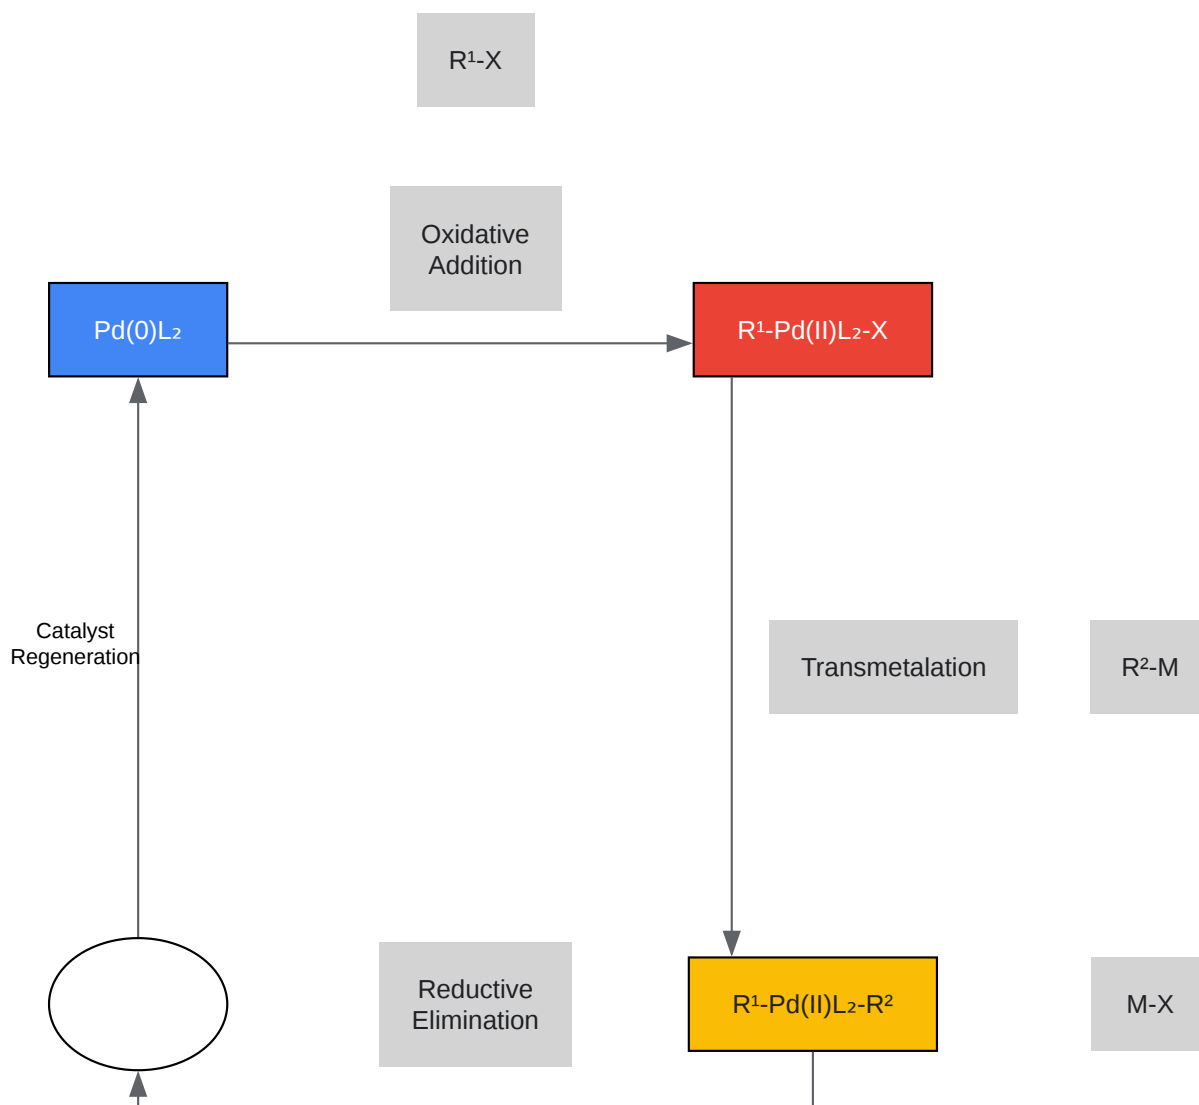 R¹-X
Oxidative
Addition
Pd(0)L₂
R¹-Pd(II)L₂-X
Catalyst
Regeneration
Transmetalation
R²-M
Reductive
Elimination
R¹-Pd(II)L₂-R²
M-X